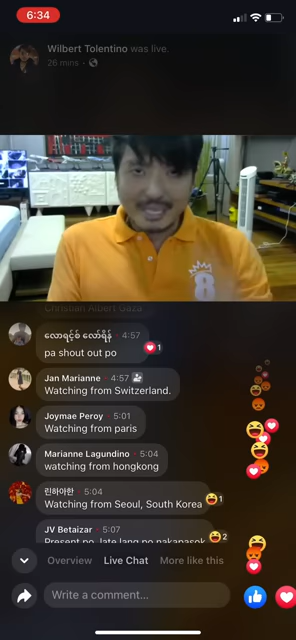 6:34
Wilbert Tolentino was live.
26 mins ·
8
Christian Albert Gaza
လောရင့်စ် လော်ရိန် · 4:57
pa shout out po
1
Jan Marianne · 4:57
Watching from Switzerland.
Joymae Peroy · 5:01
Watching from paris
Marianne Lagundino · 5:04
watching from hongkong
린하아한 · 5:04
Watching from Seoul, South Korea
1
JV Betaizar · 5:07
Present po, late lang po nakapasok
2
Overview Live Chat More like this
Write a comment...